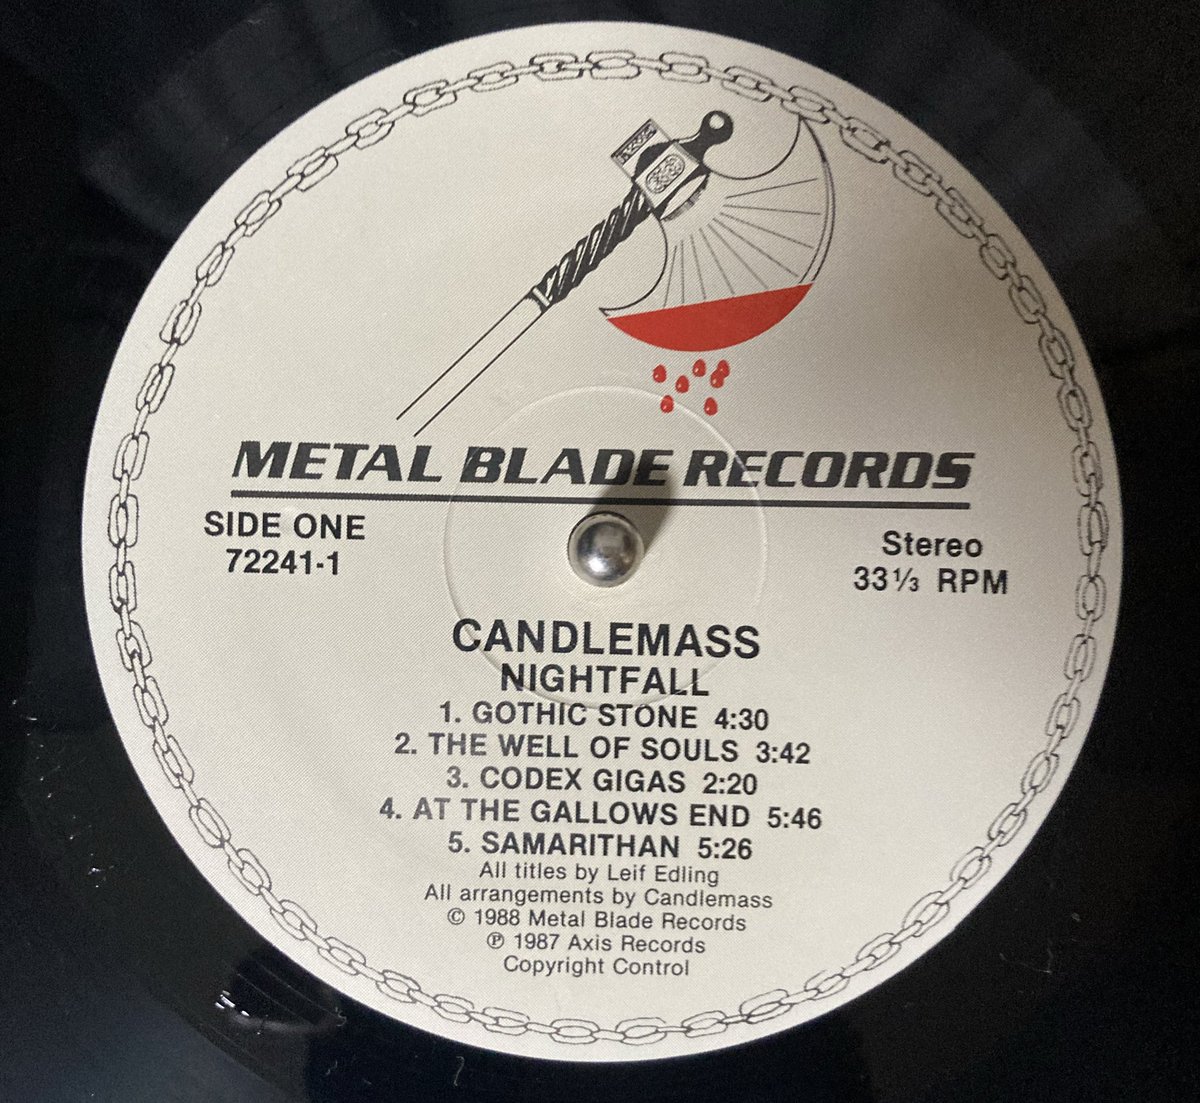 METAL BLADE RECORDS
SIDE ONE
72241-1
Stereo
33⅓ RPM
CANDLEMASS
NIGHTFALL
1. GOTHIC STONE 4:30
2. THE WELL OF SOULS 3:42
3. CODEX GIGAS 2:20
4. AT THE GALLOWS END 5:46
5. SAMARITHAN 5:26
All titles by Leif Edling
All arrangements by Candlemass
© 1988 Metal Blade Records
℗ 1987 Axis Records
Copyright Control